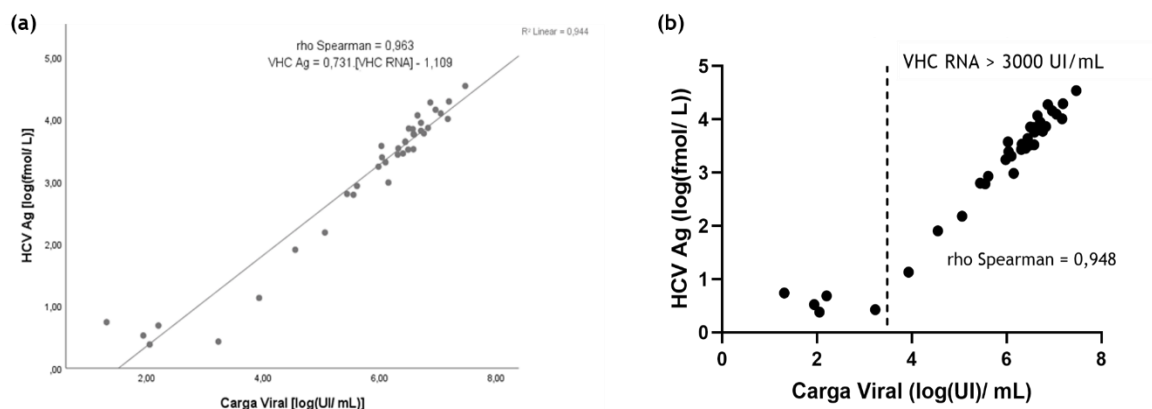 (a)
R² Linear = 0,944
rho Spearman = 0,963
VHC Ag = 0,731.[VHC RNA] - 1,109
HCV Ag [log(fmol/ L)]
5,00
4,00
3,00
2,00
1,00
,00
2,00 4,00 6,00 8,00
Carga Viral [log(UI/ mL)]
(b)
VHC RNA > 3000 UI/mL
HCV Ag (log(fmol/ L))
5
4
3
2
1
0
rho Spearman = 0,948
0 2 4 6 8
Carga Viral (log(UI)/ mL)